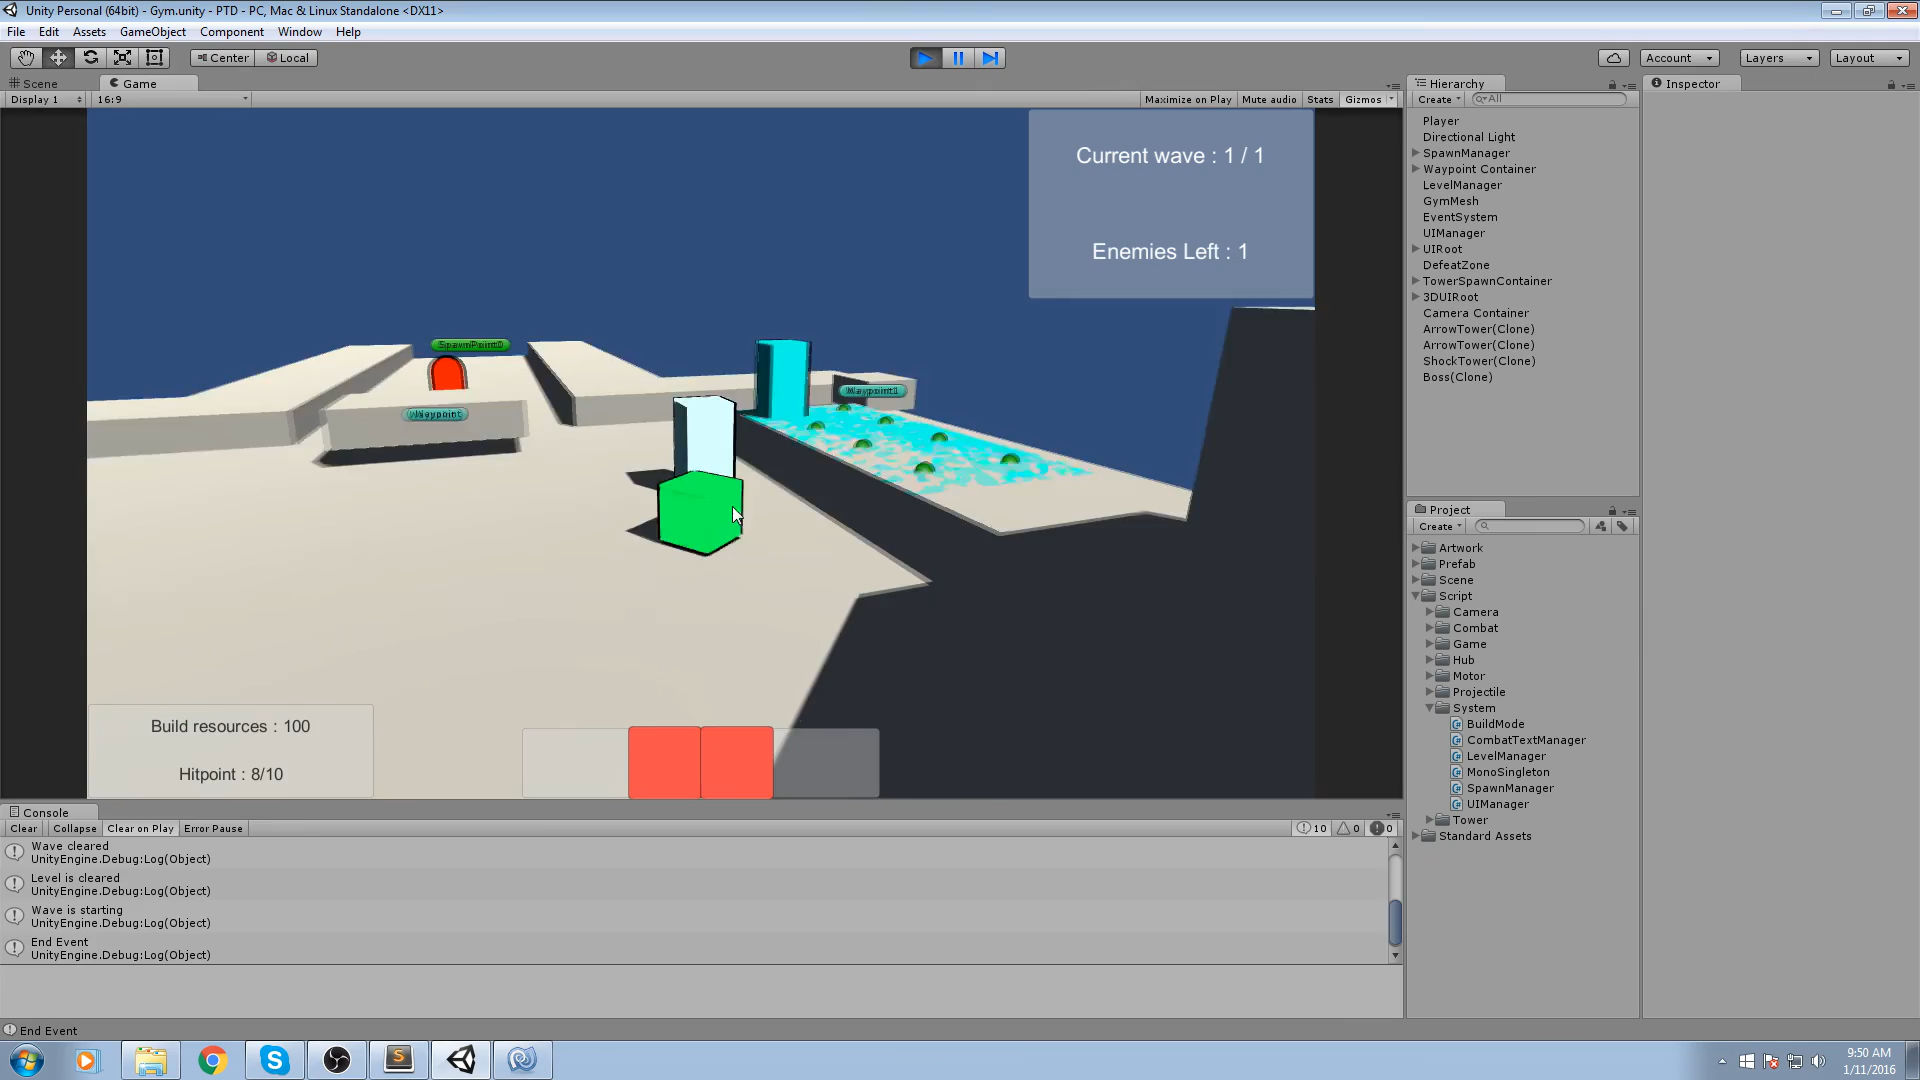 Unity Personal (64bit) - Gym.unity - PTD - PC, Mac & Linux Standalone <DX11>
File Edit Assets GameObject Component Window Help
Center Local Account Layers Layout
Scene Game Hierarchy Inspector
Display 1 16:9 Maximize on Play Mute audio Stats Gizmos Create All
Current wave : 1 / 1
Enemies Left : 1
SpawnPoint0
Waypoint1
Build resources : 100
Hitpoint : 8/10
Player
Directional Light
SpawnManager
Waypoint Container
LevelManager
GymMesh
EventSystem
UIManager
UIRoot
DefeatZone
TowerSpawnContainer
3DUIRoot
Camera Container
ArrowTower(Clone)
ArrowTower(Clone)
ShockTower(Clone)
Boss(Clone)
Project
Create
Artwork
Prefab
Scene
Script
Camera
Combat
Game
Hub
Motor
Projectile
System
BuildMode
CombatTextManager
LevelManager
MonoSingleton
SpawnManager
UIManager
Tower
Standard Assets
Console
Clear Collapse Clear on Play Error Pause 10 0 0
Wave cleared
UnityEngine.Debug:Log(Object)
Level is cleared
UnityEngine.Debug:Log(Object)
Wave is starting
UnityEngine.Debug:Log(Object)
End Event
UnityEngine.Debug:Log(Object)
End Event
9:50 AM
1/11/2016